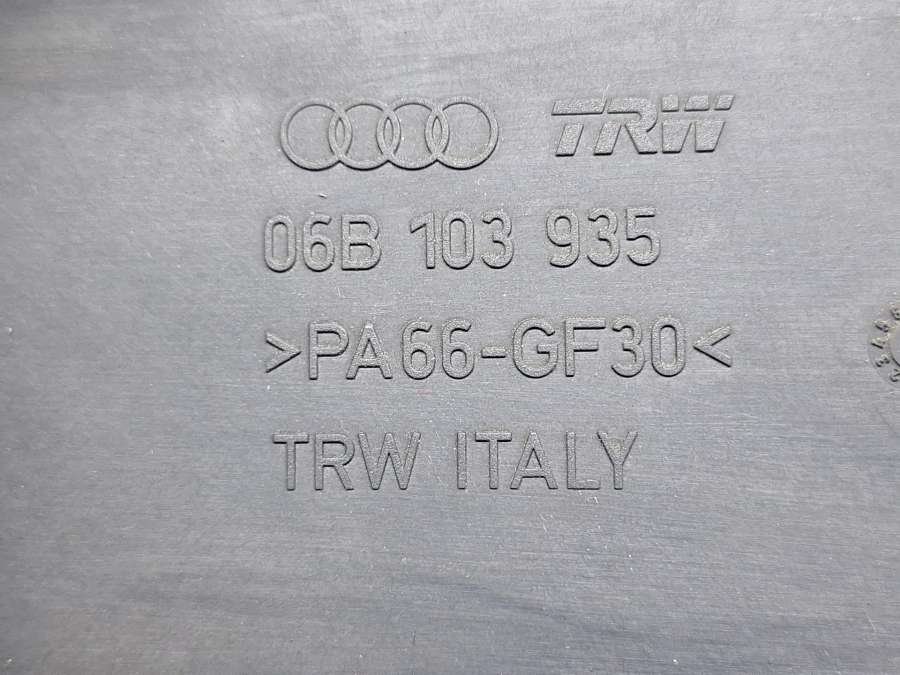 TRW
06B 103 935
>PA66-GF30<
TRW ITALY